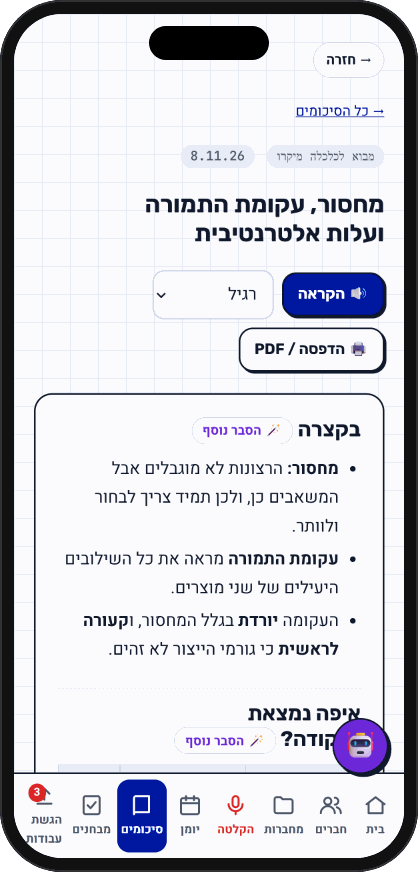 → חזרה
→ כל הסיכומים
מבוא לכלכלה מיקרו 8.11.26
מחסור, עקומת התמורה
ועלות אלטרנטיבית
הקראה
רגיל
הדפסה / PDF
בקצרה
הסבר נוסף
• מחסור: הרצונות לא מוגבלים אבל
המשאבים כן, ולכן תמיד צריך לבחור
ולוותר.
• עקומת התמורה מראה את כל השילובים
היעילים של שני מוצרים.
• העקומה יורדת בגלל המחסור, וקעורה
לראשית כי גורמי הייצור לא זהים.
איפה נמצאת
הסבר נוסף
בית
חברים
מחברות
הקלטה
יומן
סיכומים
מבחנים
3
הגשת
עבודות